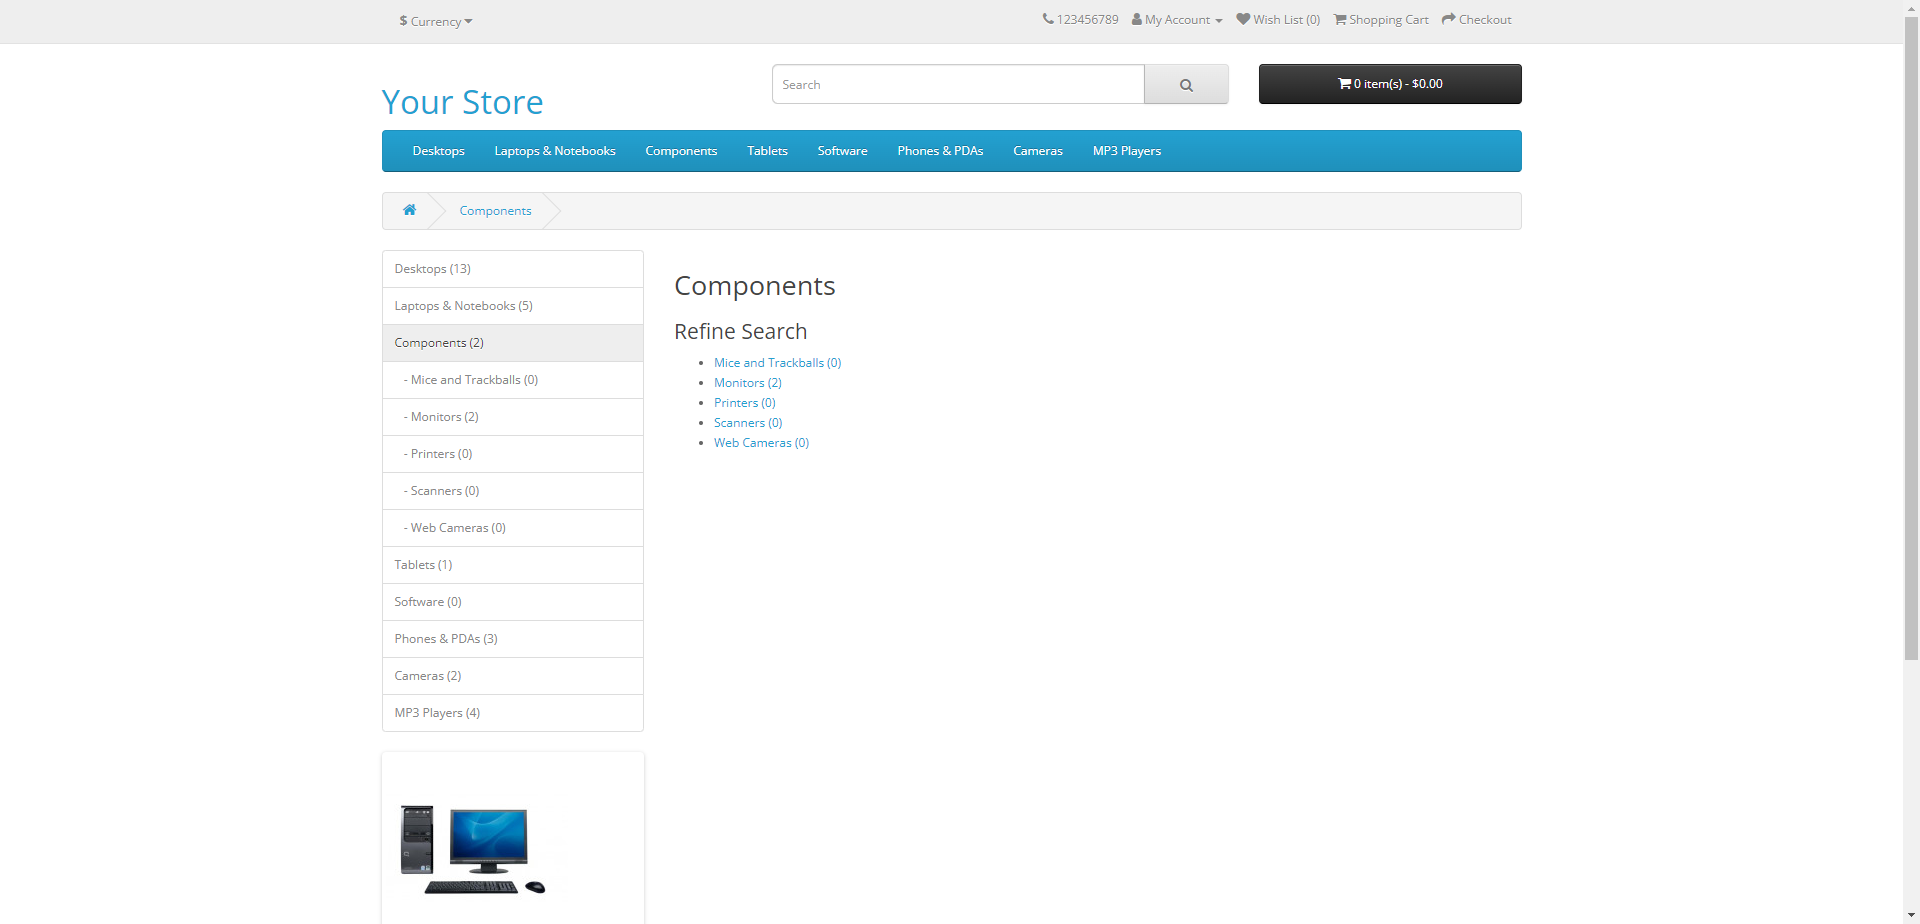 $ Currency
123456789 My Account Wish List (0) Shopping Cart Checkout
Your Store
Search
0 item(s) - $0.00
Desktops Laptops & Notebooks Components Tablets Software Phones & PDAs Cameras MP3 Players
Components
Desktops (13)
Laptops & Notebooks (5)
Components (2)
- Mice and Trackballs (0)
- Monitors (2)
- Printers (0)
- Scanners (0)
- Web Cameras (0)
Tablets (1)
Software (0)
Phones & PDAs (3)
Cameras (2)
MP3 Players (4)
Components
Refine Search
Mice and Trackballs (0)
Monitors (2)
Printers (0)
Scanners (0)
Web Cameras (0)